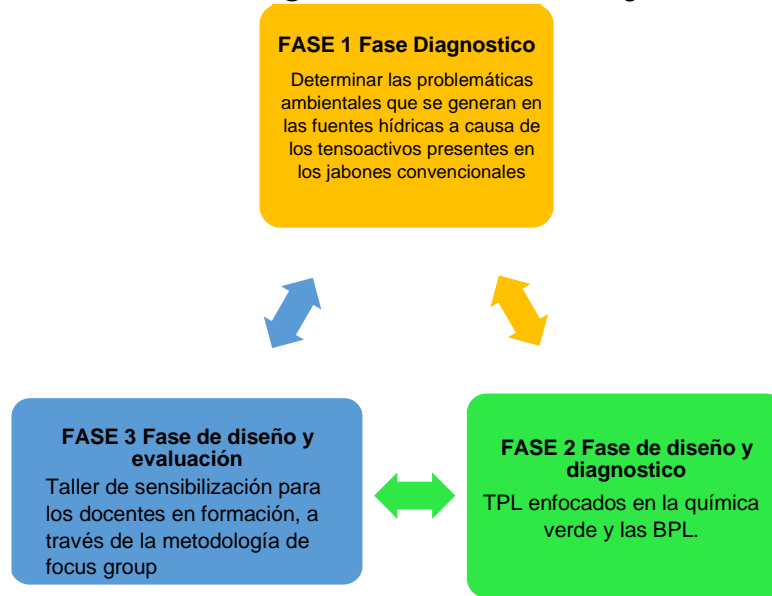 FASE 1 Fase Diagnostico
Determinar las problemáticas
ambientales que se generan en
las fuentes hídricas a causa de
los tensoactivos presentes en
los jabones convencionales
FASE 3 Fase de diseño y
evaluación
Taller de sensibilización para
los docentes en formación, a
través de la metodología de
focus group
FASE 2 Fase de diseño y
diagnostico
TPL enfocados en la química
verde y las BPL.